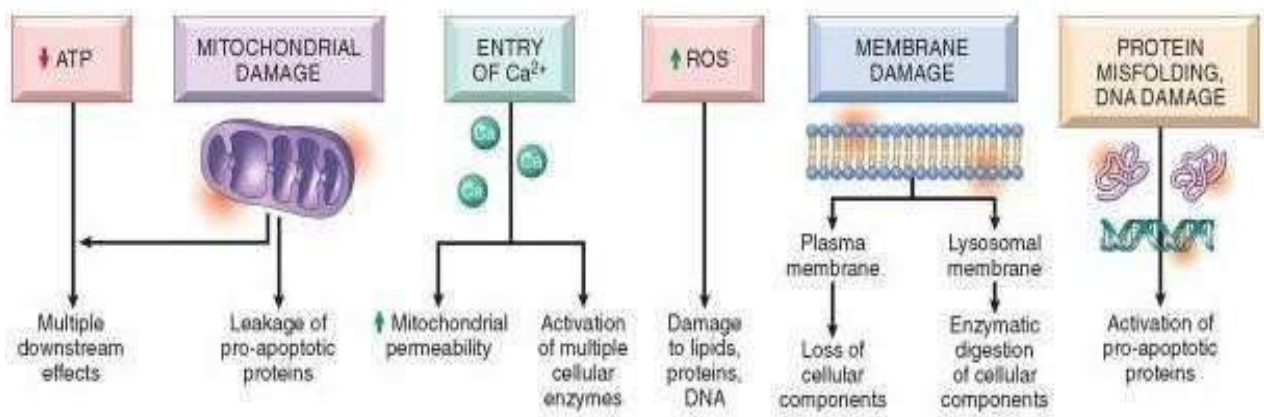 ↓ ATP
MITOCHONDRIAL
DAMAGE
ENTRY
OF Ca²⁺
↑ ROS
MEMBRANE
DAMAGE
PROTEIN
MISFOLDING,
DNA DAMAGE
Ca
Ca
Ca
Plasma
membrane
Lysosomal
membrane
Multiple
downstream
effects
Leakage of
pro-apoptotic
proteins
↑ Mitochondrial
permeability
Activation
of multiple
cellular
enzymes
Damage
to lipids,
proteins,
DNA
Loss of
cellular
components
Enzymatic
digestion
of cellular
components
Activation of
pro-apoptotic
proteins